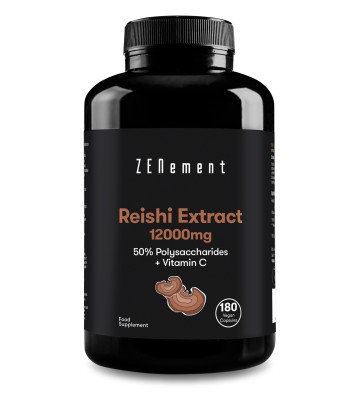 ZENement
Reishi Extract
12000mg
50% Polysaccharides
+ Vitamin C
180
Vegan
Capsules
Food
Supplement